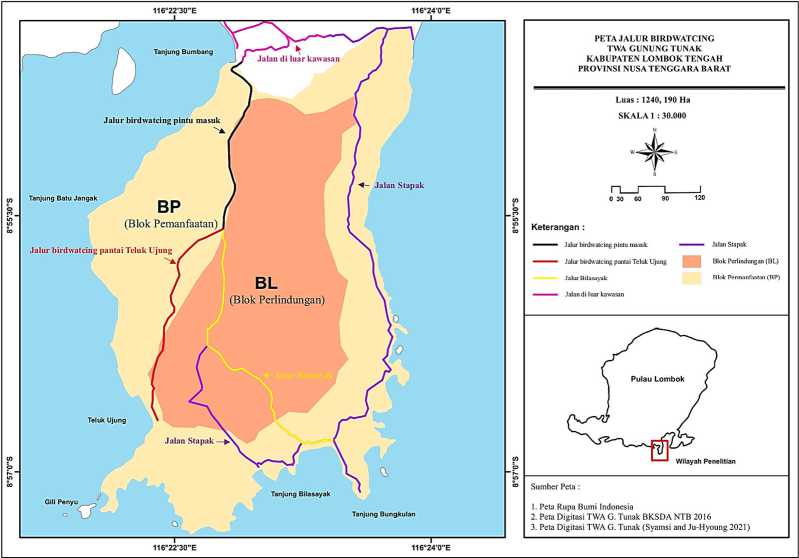 116°22'30"E
116°24'0"E
Tanjung Bumbang
Jalan di luar kawasan
Jalur birdwatcing pintu masuk
Jalan Stapak
Tanjung Batu Jangak
BP
(Blok Pemanfaatan)
8°55'30"S
8°55'30"S
Jalur birdwatcing pantai Teluk Ujung
BL
(Blok Perlindungan)
Teluk Ujung
Jalan Stapak
8°57'0"S
8°57'0"S
Gili Penyu
Tanjung Bilasayak
Tanjung Bungkulan
116°22'30"E
116°24'0"E
PETA JALUR BIRDWATCING
TWA GUNUNG TUNAK
KABUPATEN LOMBOK TENGAH
PROVINSI NUSA TENGGARA BARAT
Luas : 1240, 190 Ha
SKALA 1 : 30.000
N
W E
S
0 30 60 90 120
Keterangan :
Jalur birdwatcing pintu masuk
Jalur birdwatcing pantai Teluk Ujung
Jalur Bilasayak
Jalan di luar kawasan
Jalan Stapak
Blok Perlindungan (BL)
Blok Permanfaatan (BP)
Pulau Lombok
Wilayah Penelitian
Sumber Peta :
1. Peta Rupa Bumi Indonesia
2. Peta Digitasi TWA G. Tunak BKSDA NTB 2016
3. Peta Digitasi TWA G. Tunak (Syamsi and Ju-Hyoung 2021)